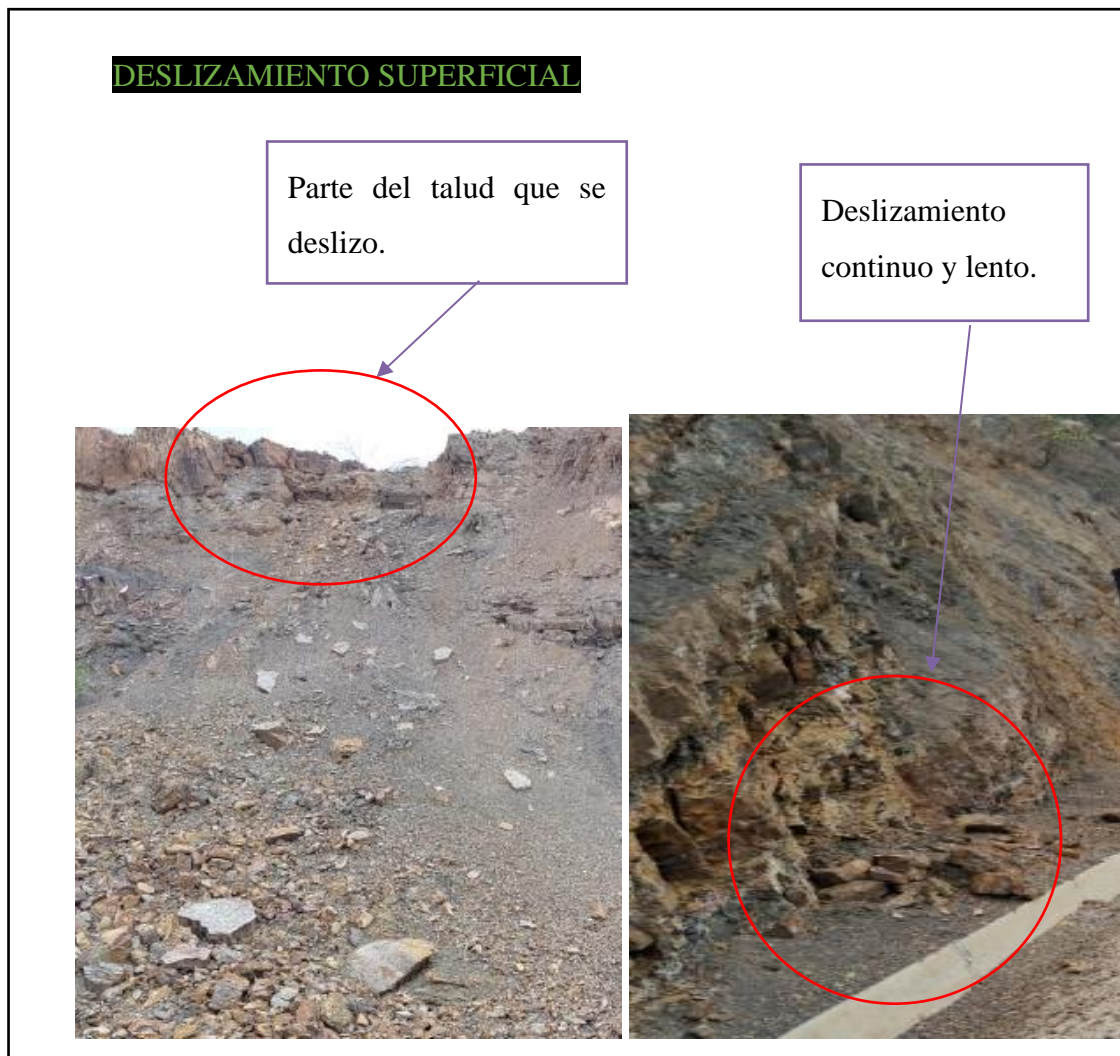 DESLIZAMIENTO SUPERFICIAL
Parte del talud que se
deslizo.
Deslizamiento
continuo y lento.